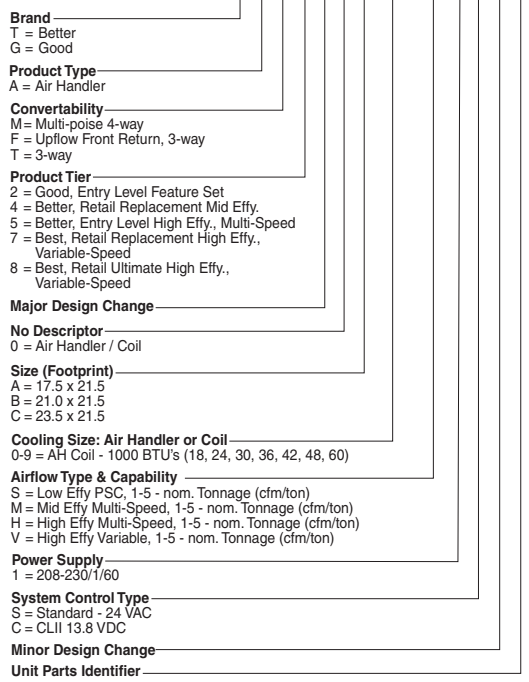 Brand
T = Better
G = Good
Product Type
A = Air Handler
Convertability
M= Multi-poise 4-way
F = Upflow Front Return, 3-way
T = 3-way
Product Tier
2 = Good, Entry Level Feature Set
4 = Better, Retail Replacement Mid Effy.
5 = Better, Entry Level High Effy., Multi-Speed
7 = Best, Retail Replacement High Effy.,
Variable-Speed
8 = Best, Retail Ultimate High Effy.,
Variable-Speed
Major Design Change
No Descriptor
0 = Air Handler / Coil
Size (Footprint)
A = 17.5 x 21.5
B = 21.0 x 21.5
C = 23.5 x 21.5
Cooling Size: Air Handler or Coil
0-9 = AH Coil - 1000 BTU's (18, 24, 30, 36, 42, 48, 60)
Airflow Type & Capability
S = Low Effy PSC, 1-5 - nom. Tonnage (cfm/ton)
M = Mid Effy Multi-Speed, 1-5 - nom. Tonnage (cfm/ton)
H = High Effy Multi-Speed, 1-5 - nom. Tonnage (cfm/ton)
V = High Effy Variable, 1-5 - nom. Tonnage (cfm/ton)
Power Supply
1 = 208-230/1/60
System Control Type
S = Standard - 24 VAC
C = CLII 13.8 VDC
Minor Design Change
Unit Parts Identifier